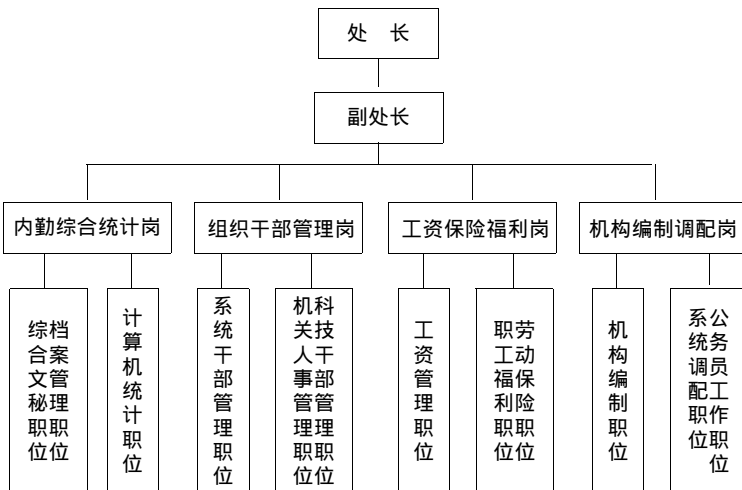 处 长
副处长
内勤综合统计岗
组织干部管理岗
工资保险福利岗
机构编制调配岗
综合文秘职位
档案管理职位
计算机统计职位
系统干部管理职位
机关人事管理职位
科技干部管理职位
工资管理职位
职工福利职位
劳动保险职位
机构编制职位
系统调配职位
公务员工作职位